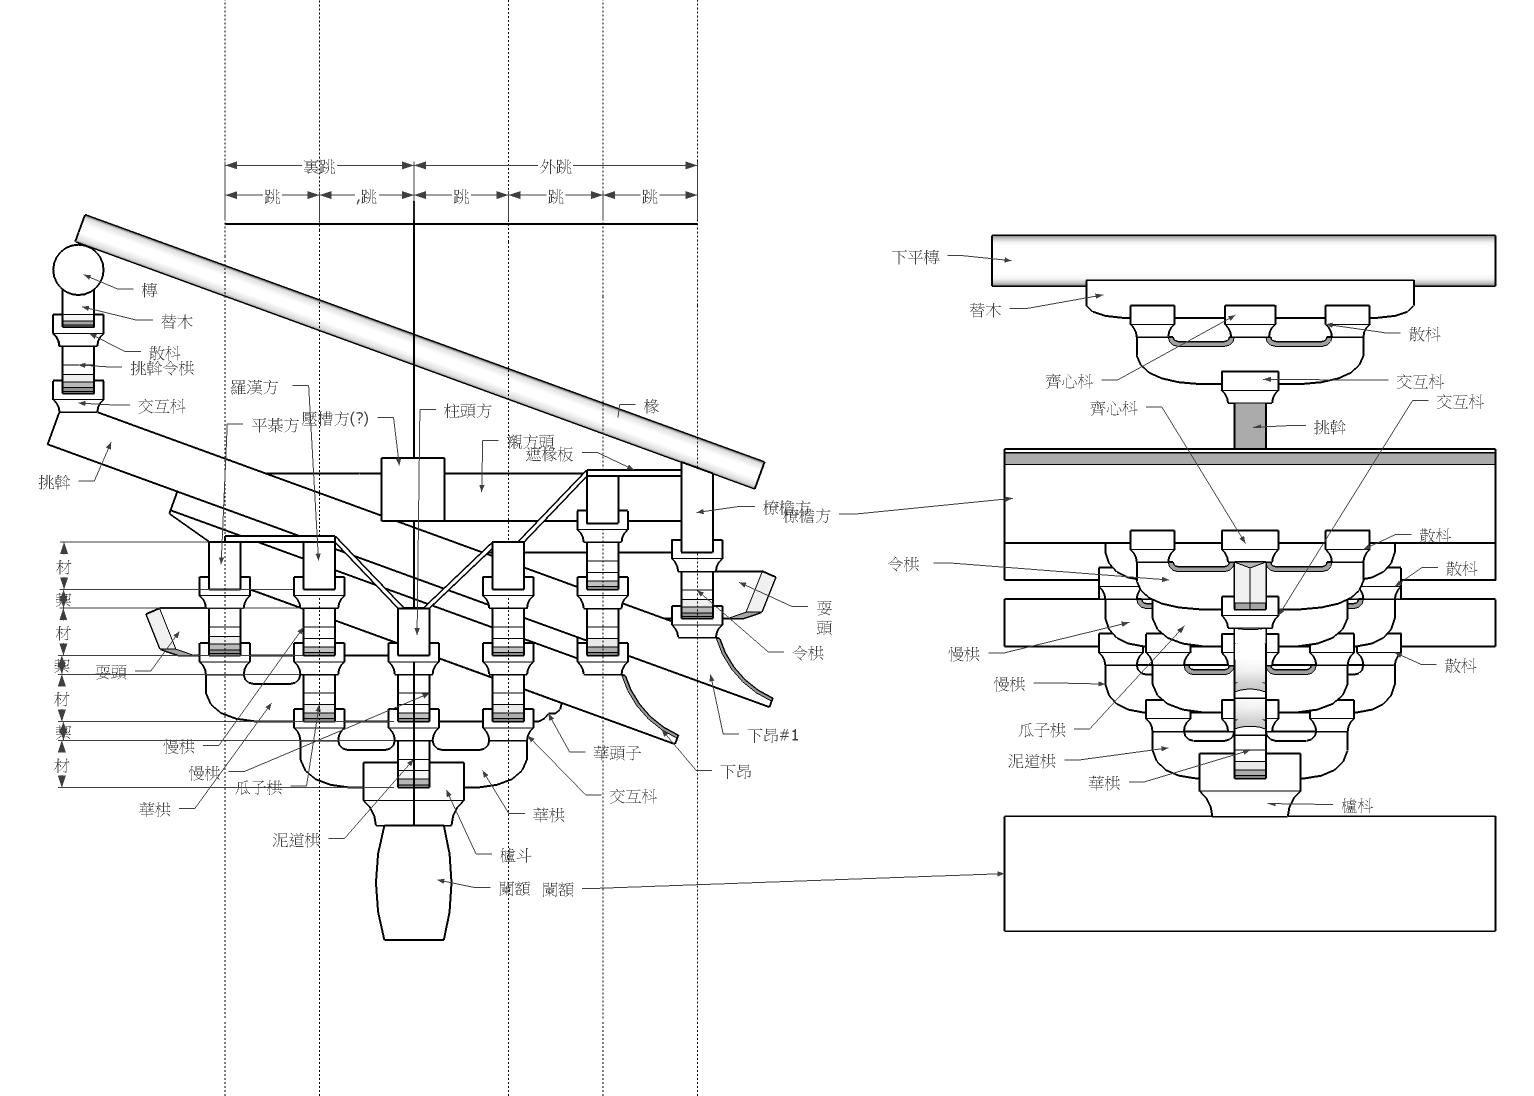 裏跳
外跳
跳
,跳
跳
跳
跳
槫
替木
散枓
挑斡令栱
交互枓
羅漢方
平棊方
壓槽方(?)
柱頭方
椽
襯方頭
遮椽板
挑斡
橑檐方
橑檐方
材
栔
材
栔
材
栔
材
耍頭
耍
頭
令栱
慢栱
慢栱
瓜子栱
華栱
泥道栱
華頭子
下昂#1
下昂
交互枓
華栱
櫨斗
闌額
闌額
下平槫
替木
散枓
齊心枓
交互枓
齊心枓
交互枓
挑斡
令栱
散枓
散枓
慢栱
散枓
慢栱
瓜子栱
泥道栱
華栱
櫨枓